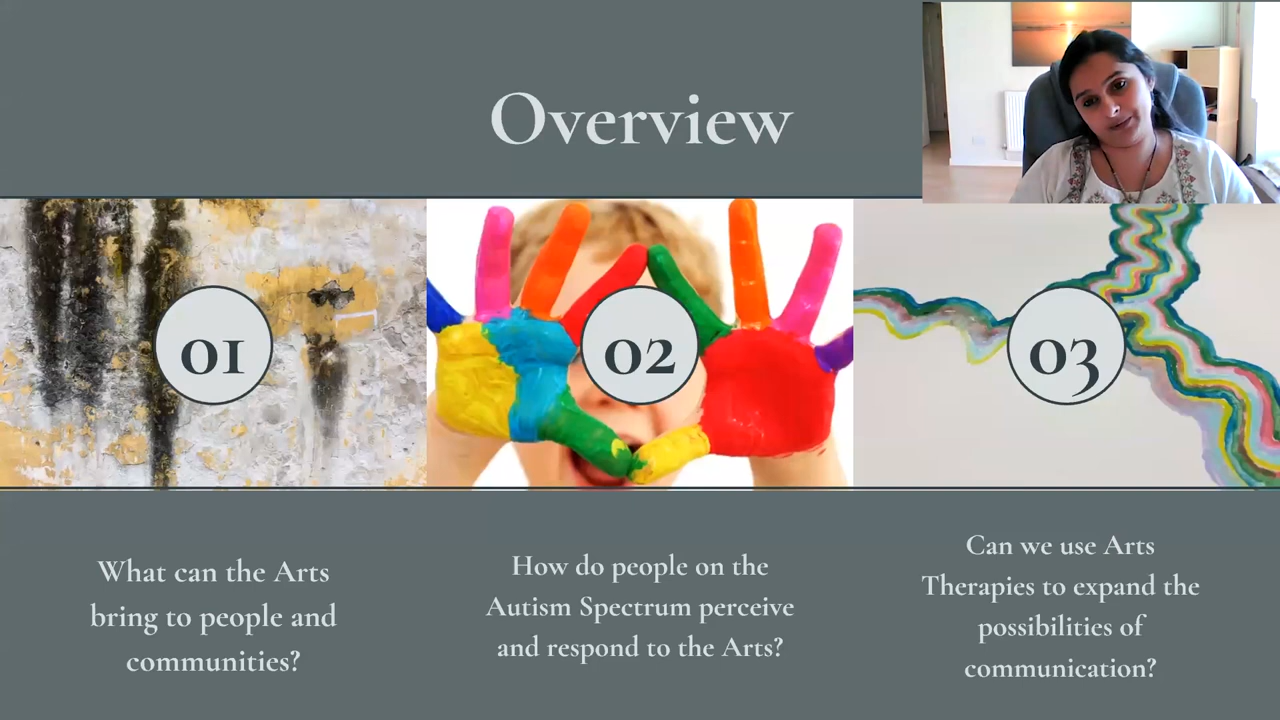 Overview
01
02
03
What can the Arts
bring to people and
communities?
How do people on the
Autism Spectrum perceive
and respond to the Arts?
Can we use Arts
Therapies to expand the
possibilities of
communication?